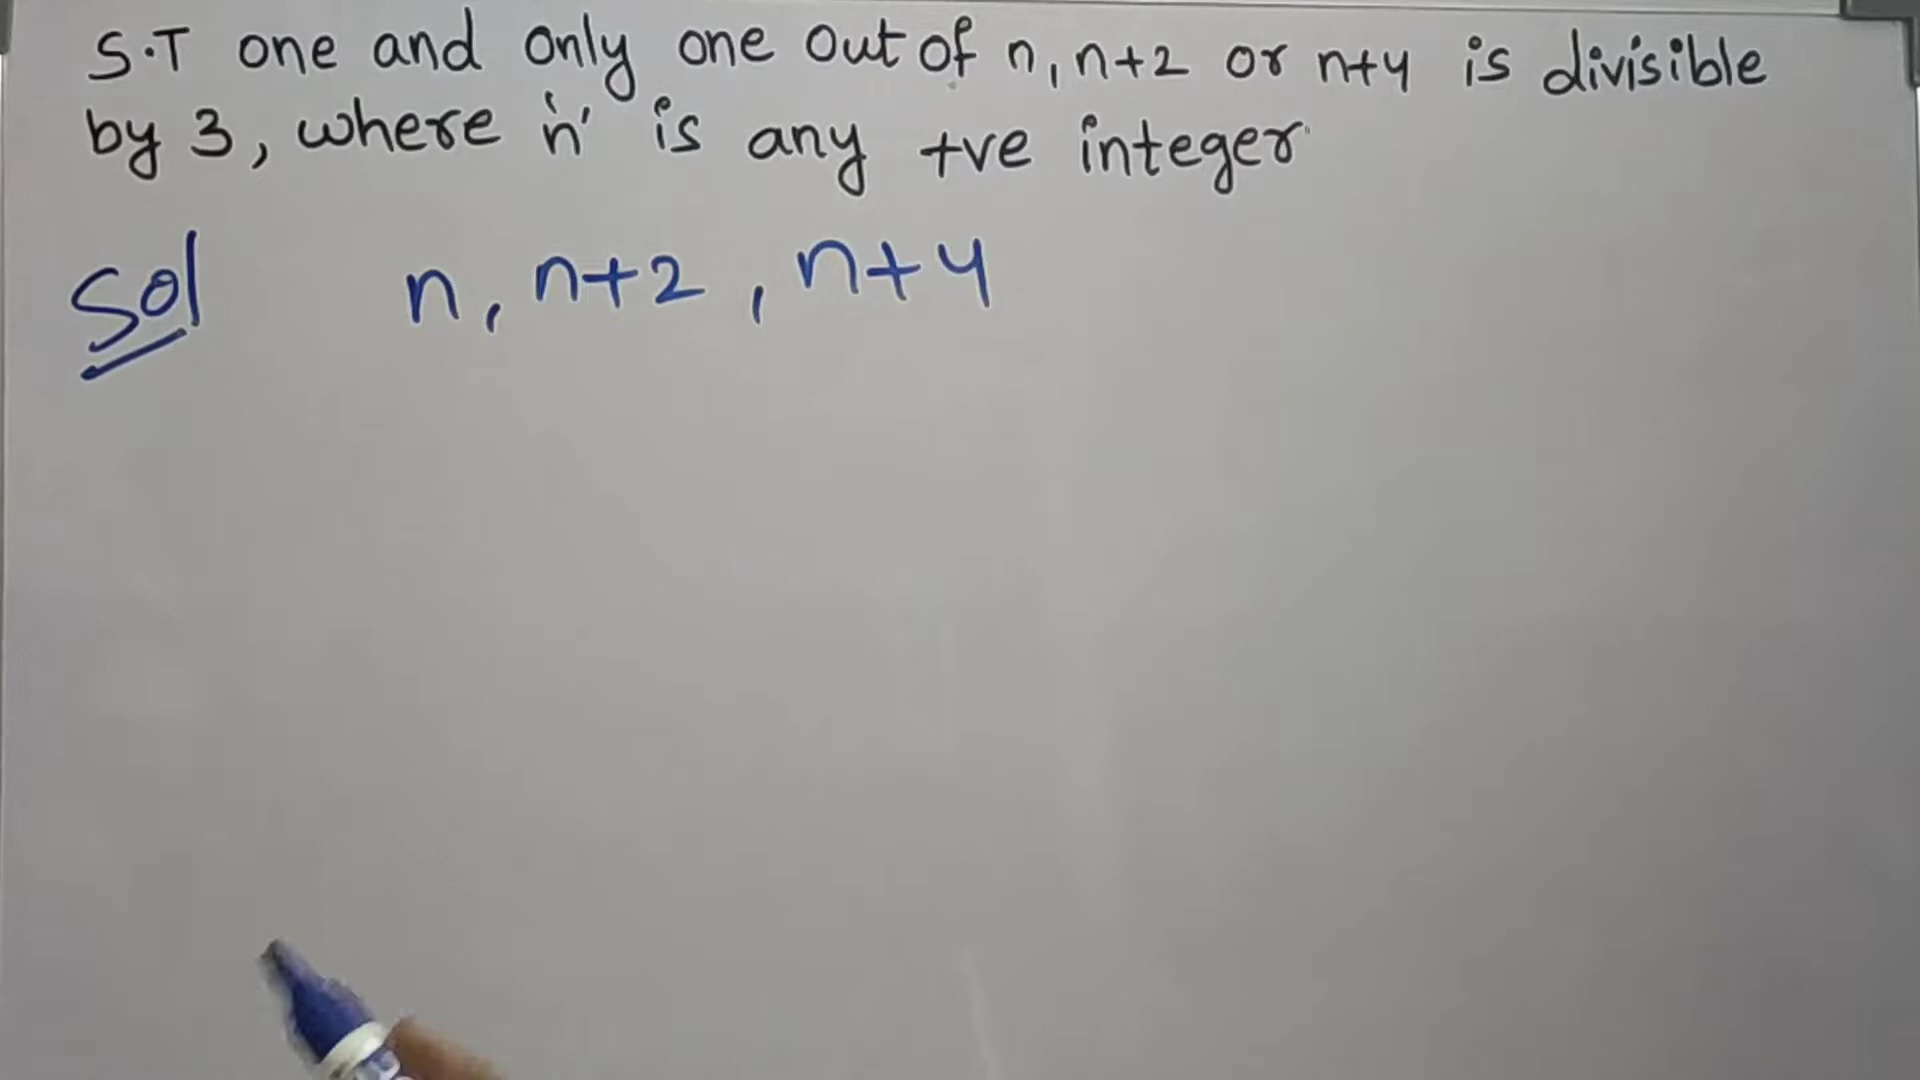 S.T one and only one out of n, n+2 or n+4 is divisible
by 3, where 'n' is any +ve integer
Sol n, n+2, n+4